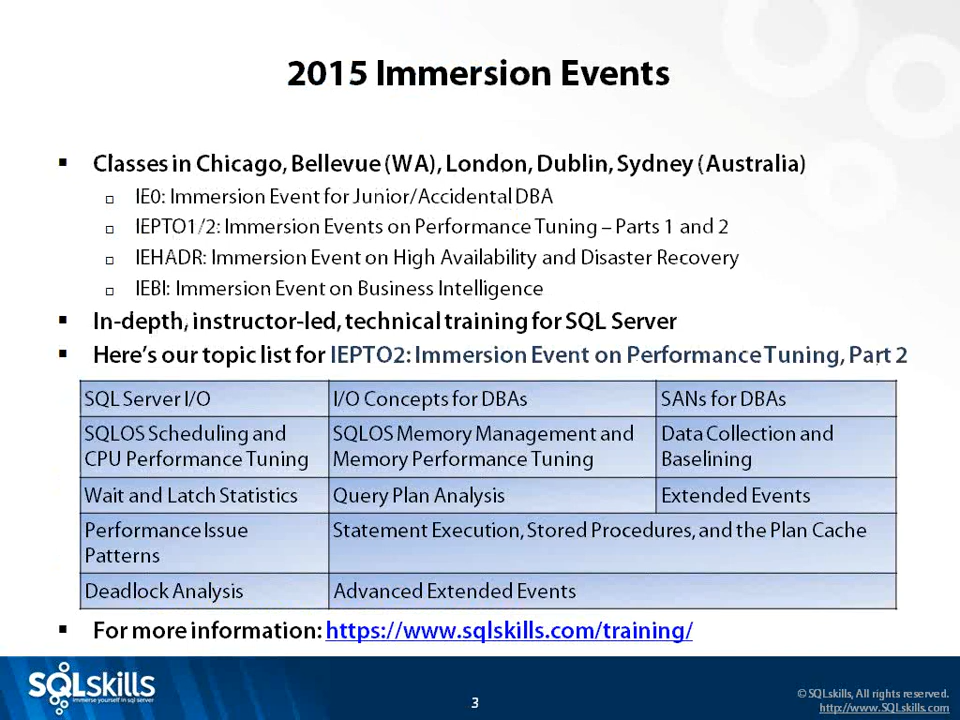 2015 Immersion Events
Classes in Chicago, Bellevue (WA), London, Dublin, Sydney (Australia)
IE0: Immersion Event for Junior/Accidental DBA
IEPTO1/2: Immersion Events on Performance Tuning – Parts 1 and 2
IEHADR: Immersion Event on High Availability and Disaster Recovery
IEBI: Immersion Event on Business Intelligence
In-depth, instructor-led, technical training for SQL Server
Here's our topic list for IEPTO2: Immersion Event on Performance Tuning, Part 2
SQL Server I/O
I/O Concepts for DBAs
SANs for DBAs
SQLOS Scheduling and
CPU Performance Tuning
SQLOS Memory Management and
Memory Performance Tuning
Data Collection and
Baselining
Wait and Latch Statistics
Query Plan Analysis
Extended Events
Performance Issue
Patterns
Statement Execution, Stored Procedures, and the Plan Cache
Deadlock Analysis
Advanced Extended Events
For more information: https://www.sqlskills.com/training/
SQLskills
immerse yourself in sql server
3
© SQLskills, All rights reserved.
http://www.SQLskills.com